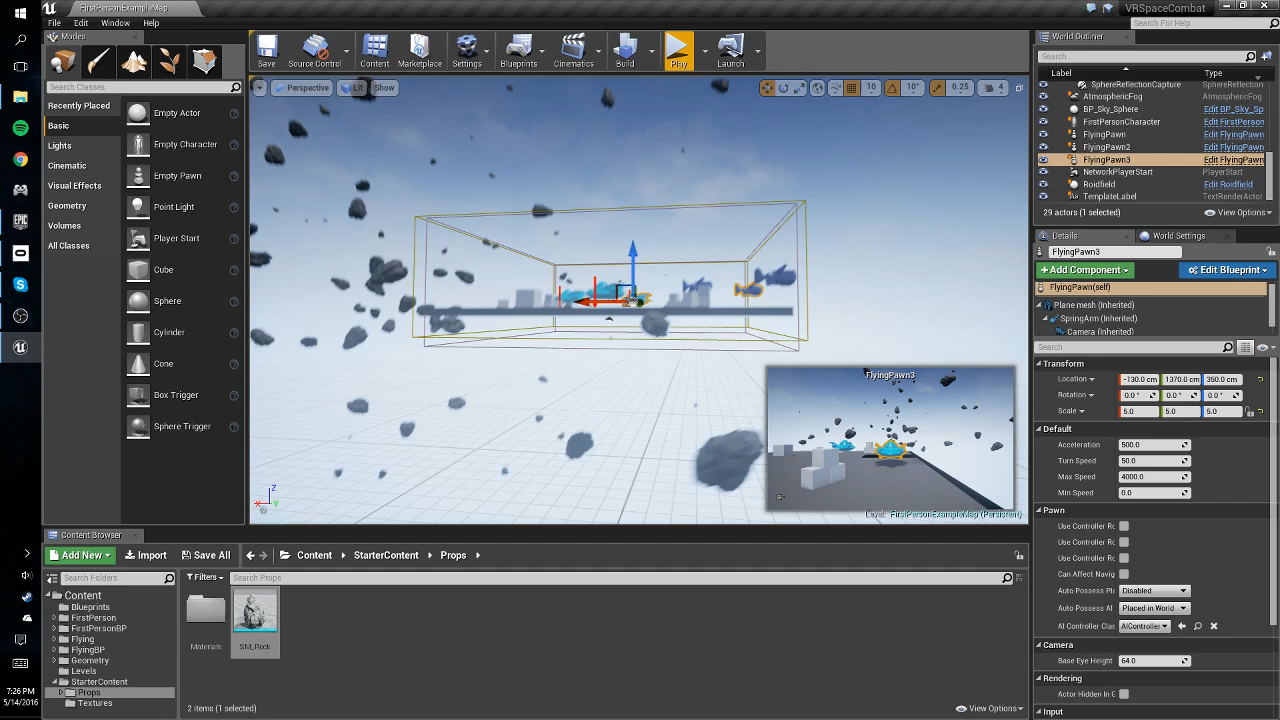 FirstPersonExampleMap
VRSpaceCombat
File Edit Window Help
Search For Help
Modes
World Outliner
Save Source Control Content Marketplace Settings Blueprints Cinematics Build Play Launch
Search...
Search Classes
Perspective Lit Show
10 10° 0.25 4
Label Type
SphereReflectionCapture SphereReflection
AtmosphericFog AtmosphericFog
BP_Sky_Sphere Edit BP_Sky_Sp
FirstPersonCharacter Edit FirstPerson
FlyingPawn Edit FlyingPawn
FlyingPawn2 Edit FlyingPawn
FlyingPawn3 Edit FlyingPawn
NetworkPlayerStart PlayerStart
Roidfield Edit Roidfield
TemplateLabel TextRenderActor
29 actors (1 selected) View Options
Recently Placed
Basic
Lights
Cinematic
Visual Effects
Geometry
Volumes
All Classes
Empty Actor
Empty Character
Empty Pawn
Point Light
Player Start
Cube
Sphere
Cylinder
Cone
Box Trigger
Sphere Trigger
Details World Settings
FlyingPawn3
+Add Component Edit Blueprint
FlyingPawn(self)
Plane mesh (Inherited)
SpringArm (Inherited)
Camera (Inherited)
Search
Transform
Location -130.0 cm 1370.0 cm 350.0 cm
Rotation 0.0° 0.0° 0.0°
Scale 5.0 5.0 5.0
Default
Acceleration 500.0
Turn Speed 50.0
Max Speed 4000.0
Min Speed 0.0
Pawn
Use Controller Ro
Use Controller Ro
Use Controller Ro
Can Affect Navig
Auto Possess Pla Disabled
Auto Possess AI Placed in World
AI Controller Clas AIController
Camera
Base Eye Height 64.0
Rendering
Actor Hidden In G
Input
FlyingPawn3
Z
X Y
Level: FirstPersonExampleMap (Persistent)
Content Browser
Add New Import Save All Content StarterContent Props
Search Folders
Filters Search Props
Content
Blueprints
FirstPerson
FirstPersonBP
Flying
FlyingBP
Geometry
Levels
StarterContent
Props
Textures
Materials
SM_Rock
2 items (1 selected) View Options
EPIC
7:26 PM
5/14/2016